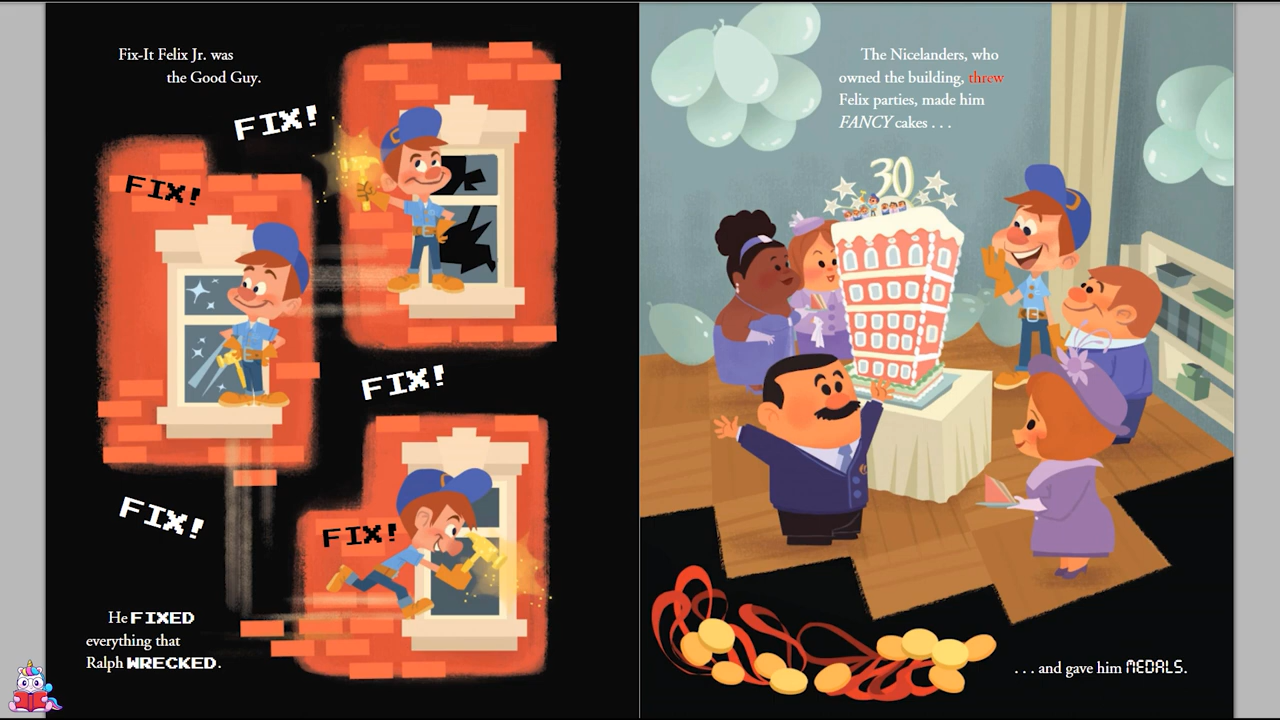 Fix-It Felix Jr. was
the Good Guy.
FIX!
FIX!
FIX!
FIX!
FIX!
He FIXED
everything that
Ralph WRECKED.
The Nicelanders, who
owned the building, threw
Felix parties, made him
FANCY cakes . . .
30
. . . and gave him MEDALS.